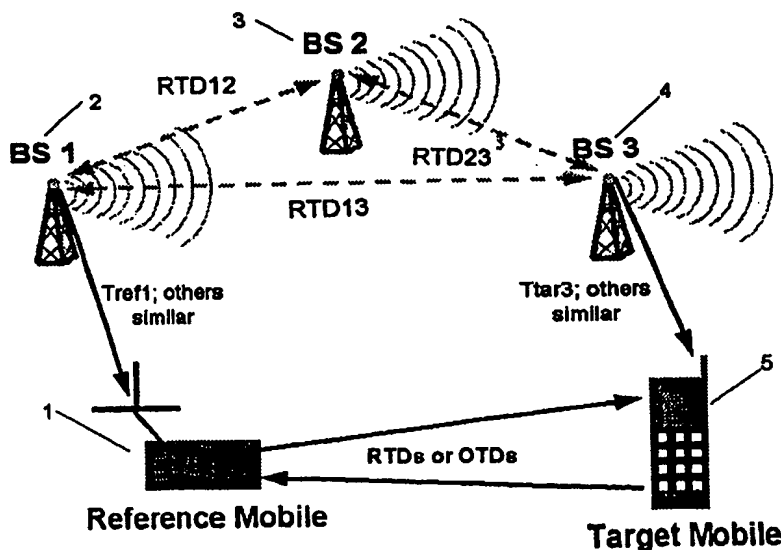 3
BS 2
RTD12
2
BS 1
4
BS 3
3
RTD23
RTD13
Tref1; others
similar
Ttar3; others
similar
5
1
RTDs or OTDs
Reference Mobile
Target Mobile